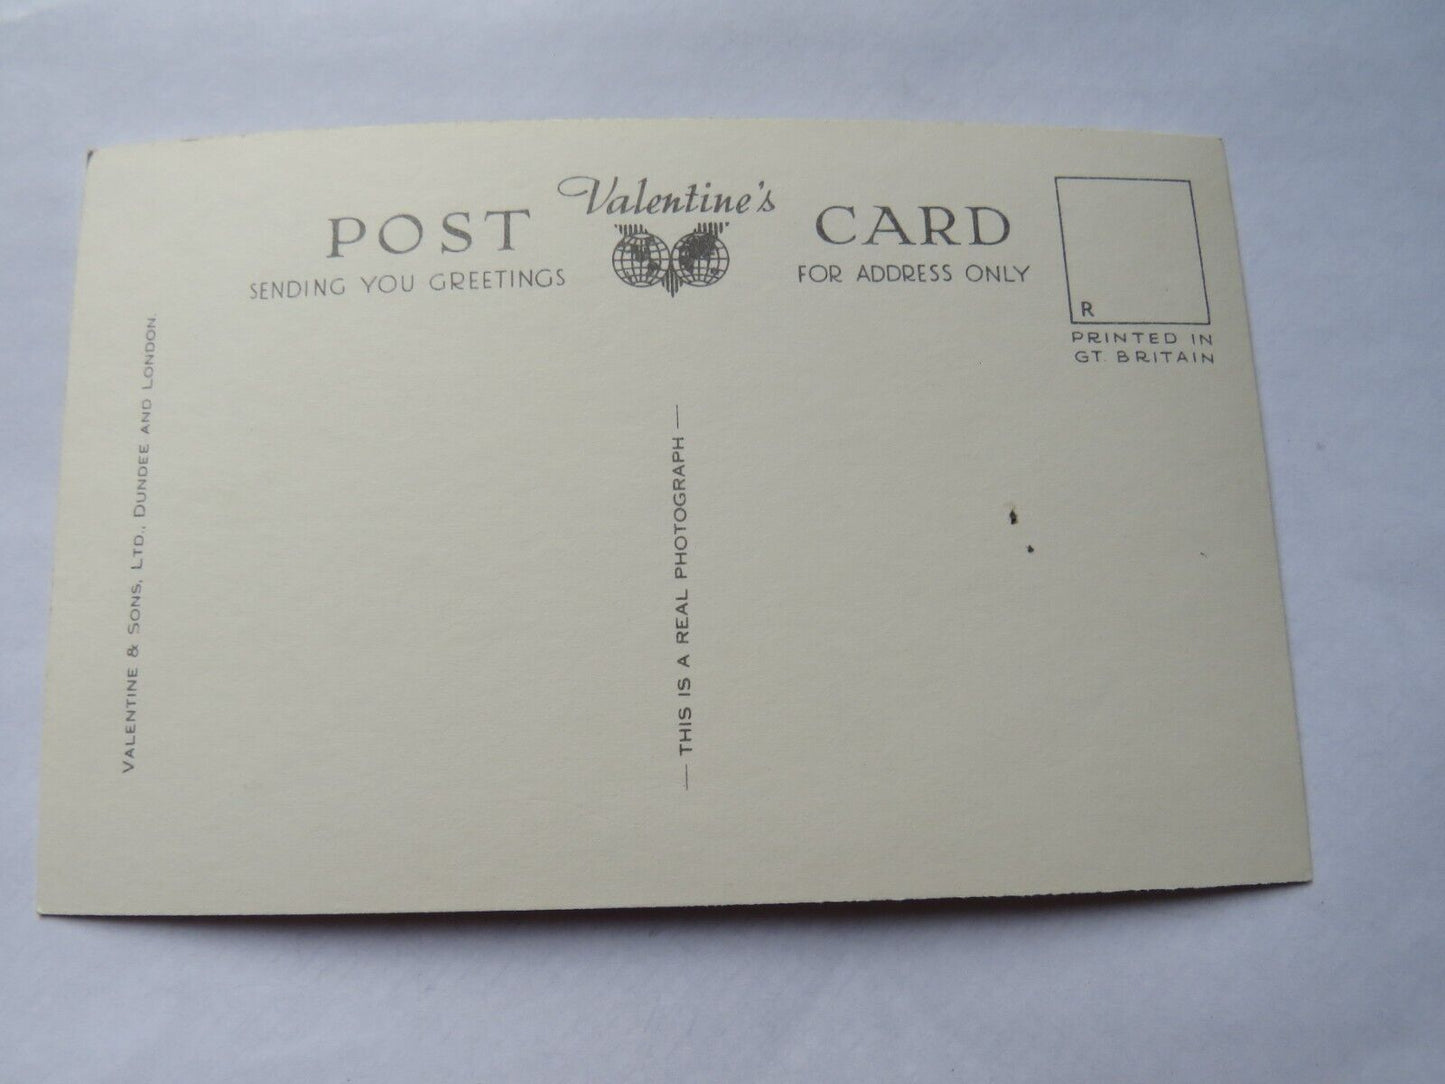 Valentine's
POST CARD
SENDING YOU GREETINGS
FOR ADDRESS ONLY
R
PRINTED IN
GT. BRITAIN
VALENTINE & SONS, LTD., DUNDEE AND LONDON.
— THIS IS A REAL PHOTOGRAPH —